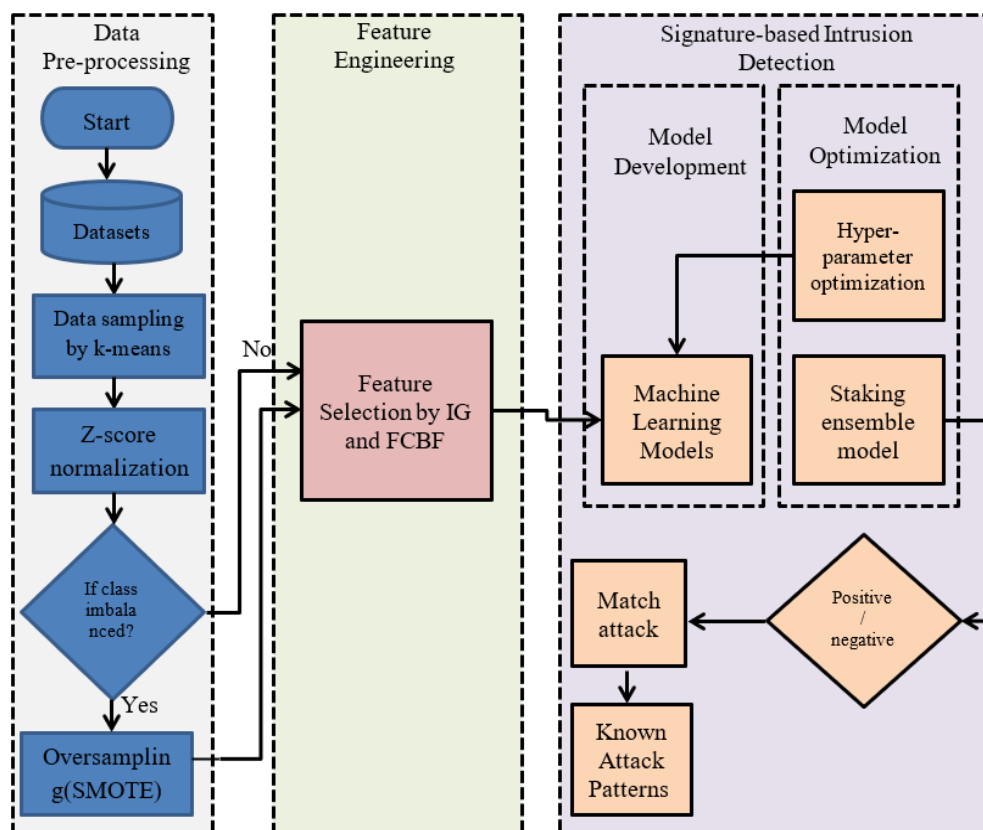 Data
Pre-processing
Start
Datasets
Data sampling
by k-means
Z-score
normalization
If class
imbala
nced?
Yes
No
Oversamplin
g(SMOTE)
Feature
Engineering
Feature
Selection by IG
and FCBF
Signature-based Intrusion
Detection
Model
Development
Machine
Learning
Models
Model
Optimization
Hyper-
parameter
optimization
Staking
ensemble
model
Positive
/
negative
Match
attack
Known
Attack
Patterns